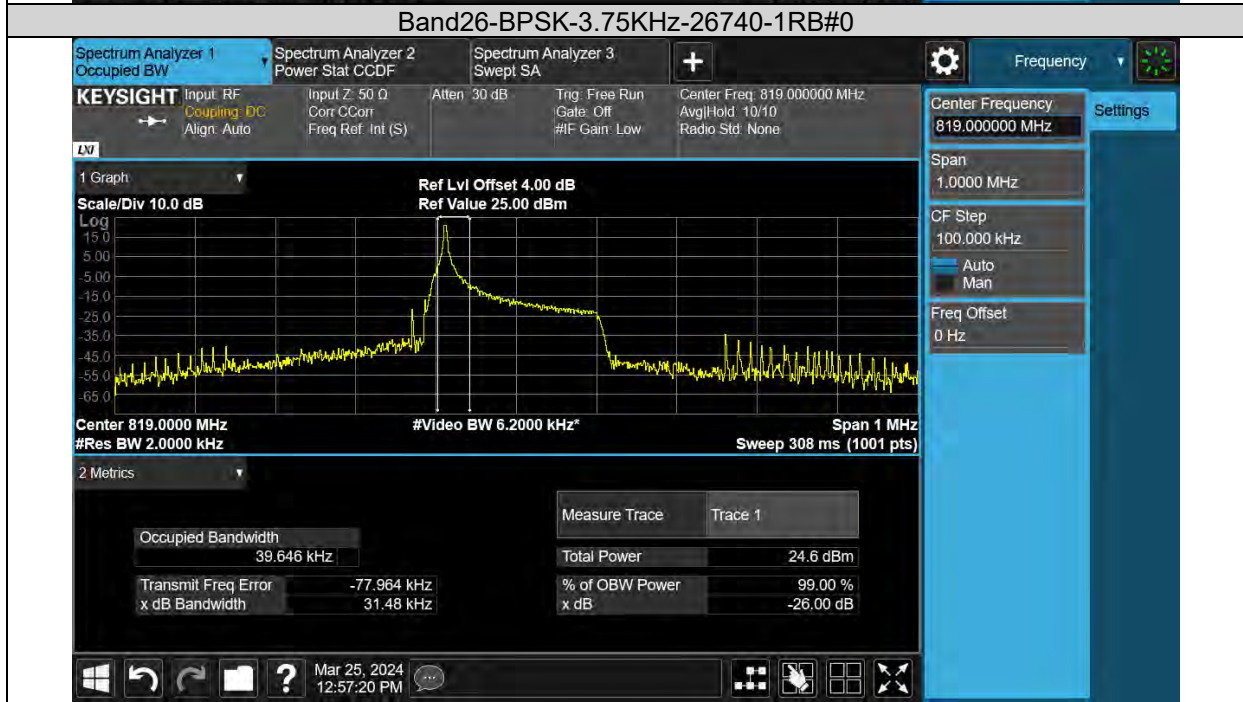 Band26-BPSK-3.75KHz-26740-1RB#0
Spectrum Analyzer 1
Occupied BW
Spectrum Analyzer 2
Power Stat CCDF
Spectrum Analyzer 3
Swept SA
+
Frequency
KEYSIGHT
Input: RF
Coupling: DC
Align: Auto
Input Z: 50 Ω
Corr CCorr
Freq Ref: Int (S)
Atten: 30 dB
Trig: Free Run
Gate: Off
#IF Gain: Low
Center Freq: 819.000000 MHz
Avg|Hold: 10/10
Radio Std: None
LXI
Center Frequency
819.000000 MHz
Settings
Span
1.0000 MHz
CF Step
100.000 kHz
Auto
Man
Freq Offset
0 Hz
1 Graph
Scale/Div 10.0 dB
Ref Lvl Offset 4.00 dB
Ref Value 25.00 dBm
Log
15.0
5.00
-5.00
-15.0
-25.0
-35.0
-45.0
-55.0
-65.0
Center 819.0000 MHz
#Res BW 2.0000 kHz
#Video BW 6.2000 kHz*
Span 1 MHz
Sweep 308 ms (1001 pts)
2 Metrics
Measure Trace Trace 1
Occupied Bandwidth
39.646 kHz
Total Power 24.6 dBm
Transmit Freq Error -77.964 kHz
% of OBW Power 99.00 %
x dB Bandwidth 31.48 kHz
x dB -26.00 dB
?
Mar 25, 2024
12:57:20 PM